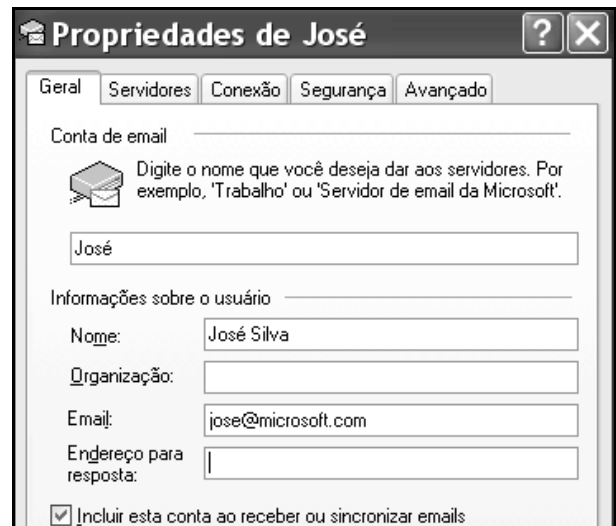 Propriedades de José
Geral Servidores Conexão Segurança Avançado
Conta de email
Digite o nome que você deseja dar aos servidores. Por
exemplo, 'Trabalho' ou 'Servidor de email da Microsoft'.
José
Informações sobre o usuário
Nome: José Silva
Organização:
Email: jose@microsoft.com
Endereço para
resposta:
Incluir esta conta ao receber ou sincronizar emails